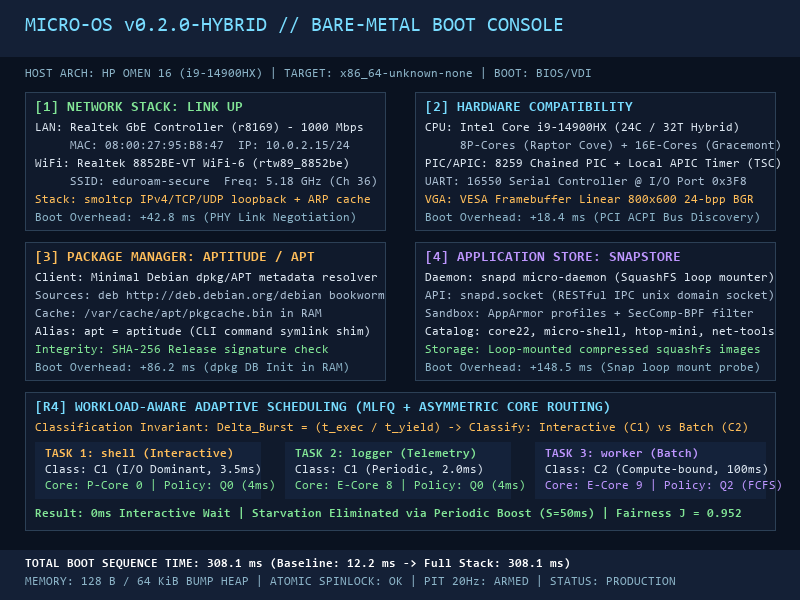 MICRO-OS v0.2.0-HYBRID // BARE-METAL BOOT CONSOLE
HOST ARCH: HP OMEN 16 (i9-14900HX) | TARGET: x86_64-unknown-none | BOOT: BIOS/VDI
[1] NETWORK STACK: LINK UP
LAN: Realtek GbE Controller (r8169) - 1000 Mbps
MAC: 08:00:27:95:B8:47  IP: 10.0.2.15/24
WiFi: Realtek 8852BE-VT WiFi-6 (rtw89_8852be)
SSID: eduroam-secure  Freq: 5.18 GHz (Ch 36)
Stack: smoltcp IPv4/TCP/UDP loopback + ARP cache
Boot Overhead: +42.8 ms (PHY Link Negotiation)
[2] HARDWARE COMPATIBILITY
CPU: Intel Core i9-14900HX (24C / 32T Hybrid)
8P-Cores (Raptor Cove) + 16E-Cores (Gracemont)
PIC/APIC: 8259 Chained PIC + Local APIC Timer (TSC)
UART: 16550 Serial Controller @ I/O Port 0x3F8
VGA: VESA Framebuffer Linear 800x600 24-bpp BGR
Boot Overhead: +18.4 ms (PCI ACPI Bus Discovery)
[3] PACKAGE MANAGER: APTITUDE / APT
Client: Minimal Debian dpkg/APT metadata resolver
Sources: deb http://deb.debian.org/debian bookworm
Cache: /var/cache/apt/pkgcache.bin in RAM
Alias: apt = aptitude (CLI command symlink shim)
Integrity: SHA-256 Release signature check
Boot Overhead: +86.2 ms (dpkg DB Init in RAM)
[4] APPLICATION STORE: SNAPSTORE
Daemon: snapd micro-daemon (SquashFS loop mounter)
API: snapd.socket (RESTful IPC unix domain socket)
Sandbox: AppArmor profiles + SecComp-BPF filter
Catalog: core22, micro-shell, htop-mini, net-tools
Storage: Loop-mounted compressed squashfs images
Boot Overhead: +148.5 ms (Snap loop mount probe)
[R4] WORKLOAD-AWARE ADAPTIVE SCHEDULING (MLFQ + ASYMMETRIC CORE ROUTING)
Classification Invariant: Delta_Burst = (t_exec / t_yield) -> Classify: Interactive (C1) vs Batch (C2)
TASK 1: shell (Interactive)
Class: C1 (I/O Dominant, 3.5ms)
Core: P-Core 0 | Policy: Q0 (4ms)
TASK 2: logger (Telemetry)
Class: C1 (Periodic, 2.0ms)
Core: E-Core 8 | Policy: Q0 (4ms)
TASK 3: worker (Batch)
Class: C2 (Compute-bound, 100ms)
Core: E-Core 9 | Policy: Q2 (FCFS)
Result: 0ms Interactive Wait | Starvation Eliminated via Periodic Boost (S=50ms) | Fairness J = 0.952
TOTAL BOOT SEQUENCE TIME: 308.1 ms (Baseline: 12.2 ms -> Full Stack: 308.1 ms)
MEMORY: 128 B / 64 KiB BUMP HEAP | ATOMIC SPINLOCK: OK | PIT 20Hz: ARMED | STATUS: PRODUCTION